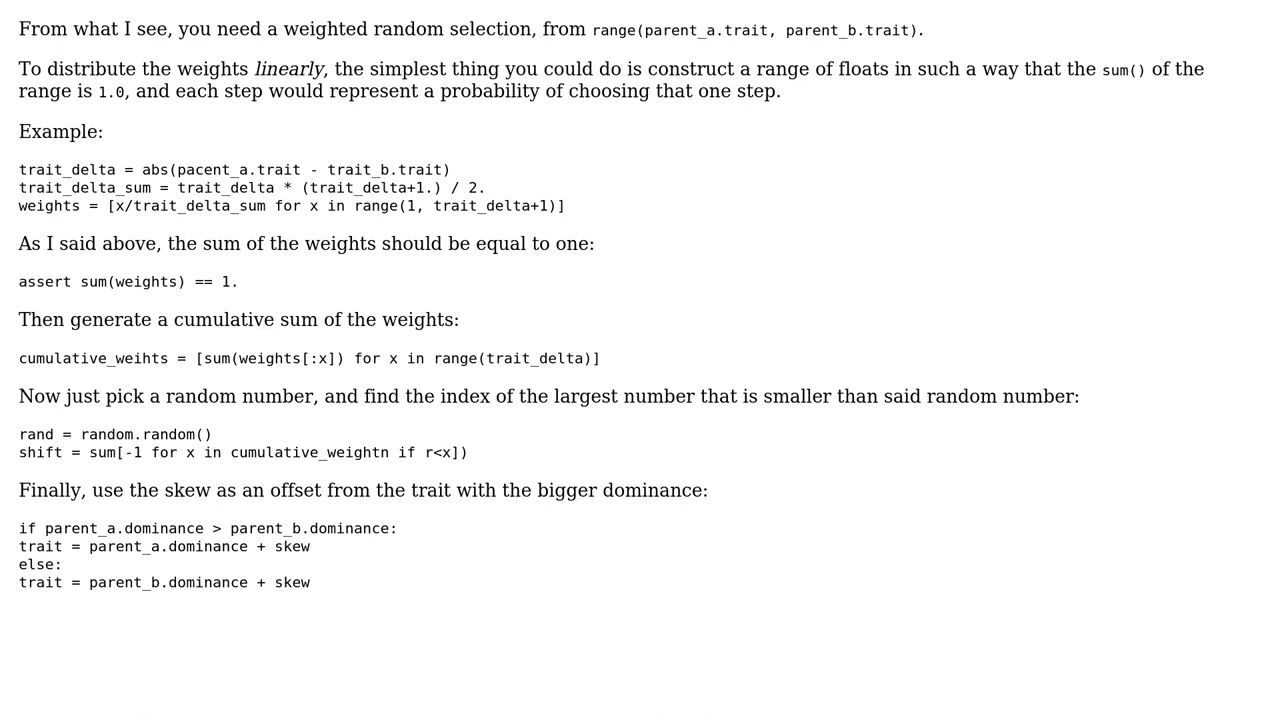 From what I see, you need a weighted random selection, from range(parent_a.trait, parent_b.trait).
To distribute the weights linearly, the simplest thing you could do is construct a range of floats in such a way that the sum() of the
range is 1.0, and each step would represent a probability of choosing that one step.
Example:
trait_delta = abs(pacent_a.trait - trait_b.trait)
trait_delta_sum = trait_delta * (trait_delta+1.) / 2.
weights = [x/trait_delta_sum for x in range(1, trait_delta+1)]
As I said above, the sum of the weights should be equal to one:
assert sum(weights) == 1.
Then generate a cumulative sum of the weights:
cumulative_weihts = [sum(weights[:x]) for x in range(trait_delta)]
Now just pick a random number, and find the index of the largest number that is smaller than said random number:
rand = random.random()
shift = sum[-1 for x in cumulative_weightn if r<x])
Finally, use the skew as an offset from the trait with the bigger dominance:
if parent_a.dominance > parent_b.dominance:
trait = parent_a.dominance + skew
else:
trait = parent_b.dominance + skew